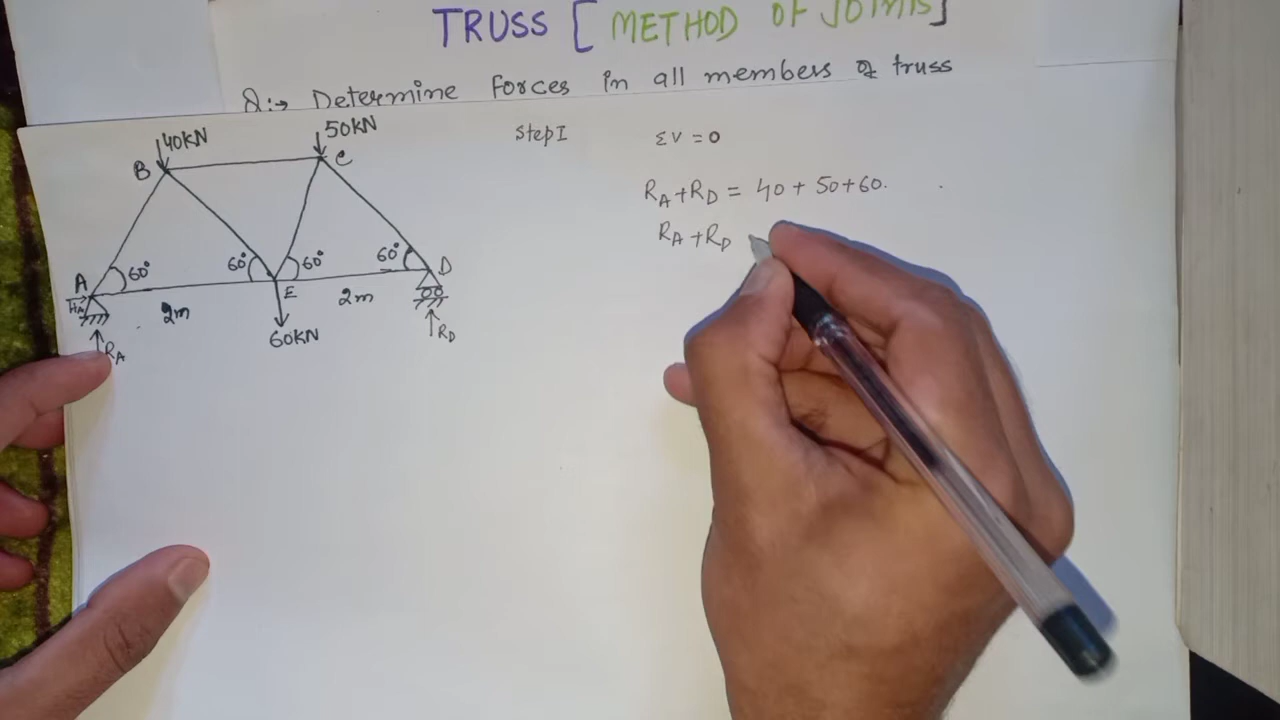 TRUSS [METHOD OF JOINTS]
Q:→ Determine forces in all members of truss
40KN
50KN
B
C
A
60°
60°
60°
60°
D
HA
2m
E
2m
RA
60KN
RD
Step I
ΣV = 0
RA + RD = 40 + 50 + 60.
RA + RD